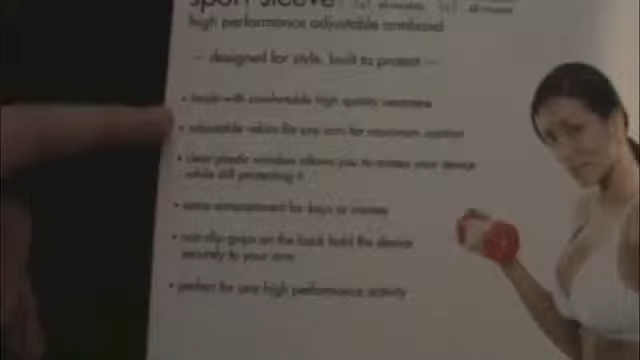 sport sleeve
high performance adjustable armband
— designed for style, built to protect —
• made with comfortable high quality neoprene
• adjustable velcro fits any arm for maximum comfort
• clear plastic window allows you to access your device
while still protecting it
• extra compartment for keys or money
• non-slip grips on the back hold the device
securely to your arm
• perfect for any high performance activity